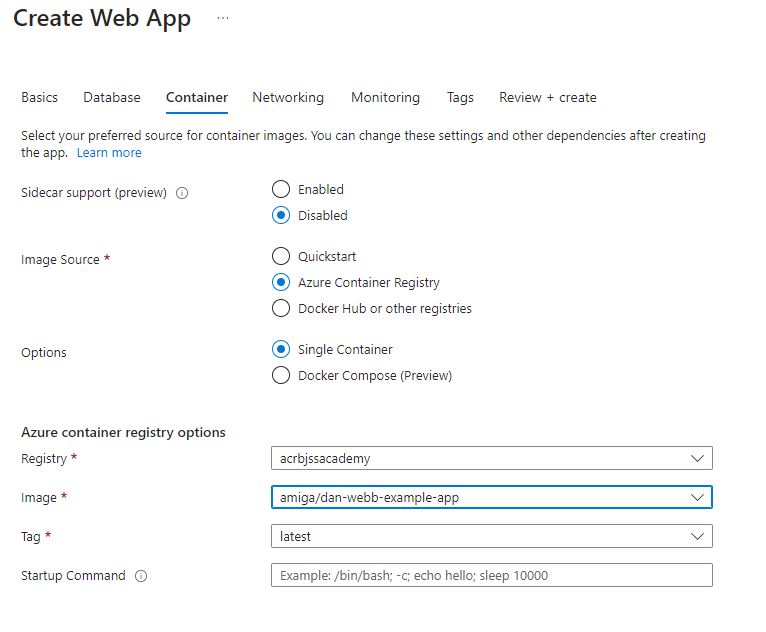 Create Web App ...
Basics Database Container Networking Monitoring Tags Review + create
Select your preferred source for container images. You can change these settings and other dependencies after creating
the app. Learn more
Sidecar support (preview) Enabled
Disabled
Image Source * Quickstart
Azure Container Registry
Docker Hub or other registries
Options Single Container
Docker Compose (Preview)
Azure container registry options
Registry * acrbjssacademy
Image * amiga/dan-webb-example-app
Tag * latest
Startup Command Example: /bin/bash; -c; echo hello; sleep 10000